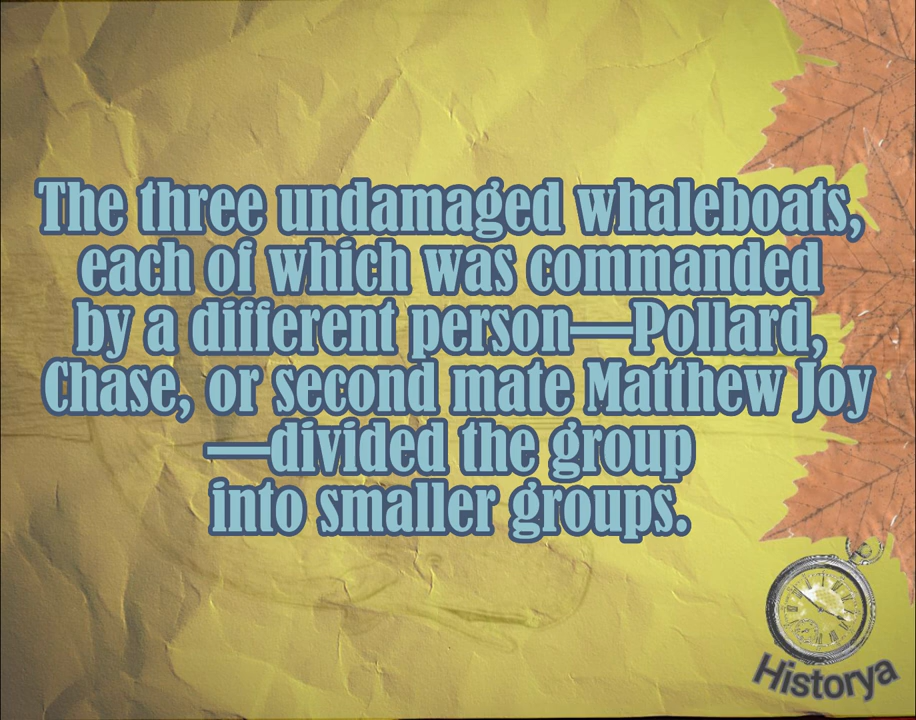 The three undamaged whaleboats,
each of which was commanded
by a different person—Pollard,
Chase, or second mate Matthew Joy
—divided the group
into smaller groups.
Historya